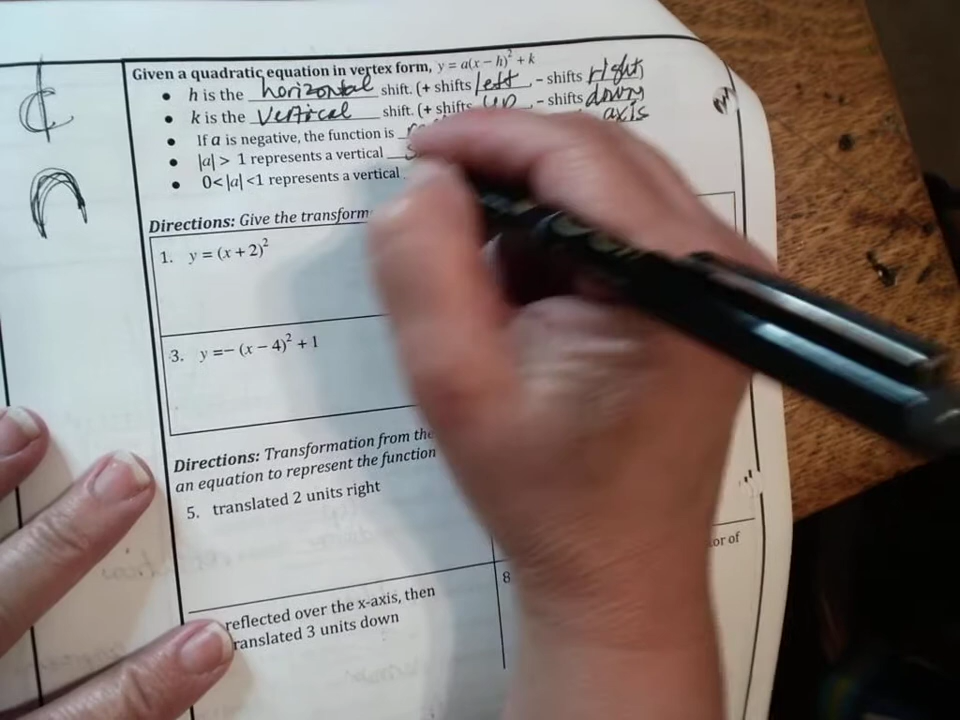 Given a quadratic equation in vertex form, y = a(x − h)² + k
• h is the horizontal shift. (+ shifts left, - shifts right)
• k is the vertical shift. (+ shifts up - shifts down)
• If a is negative, the function is axis
• |a| > 1 represents a vertical
• 0< |a| <1 represents a vertical
Directions: Give the transform
1. y = (x + 2)²
3. y =− (x − 4)² + 1
Directions: Transformation from the
an equation to represent the function
5. translated 2 units right
or of
8
reflected over the x-axis, then
translated 3 units down